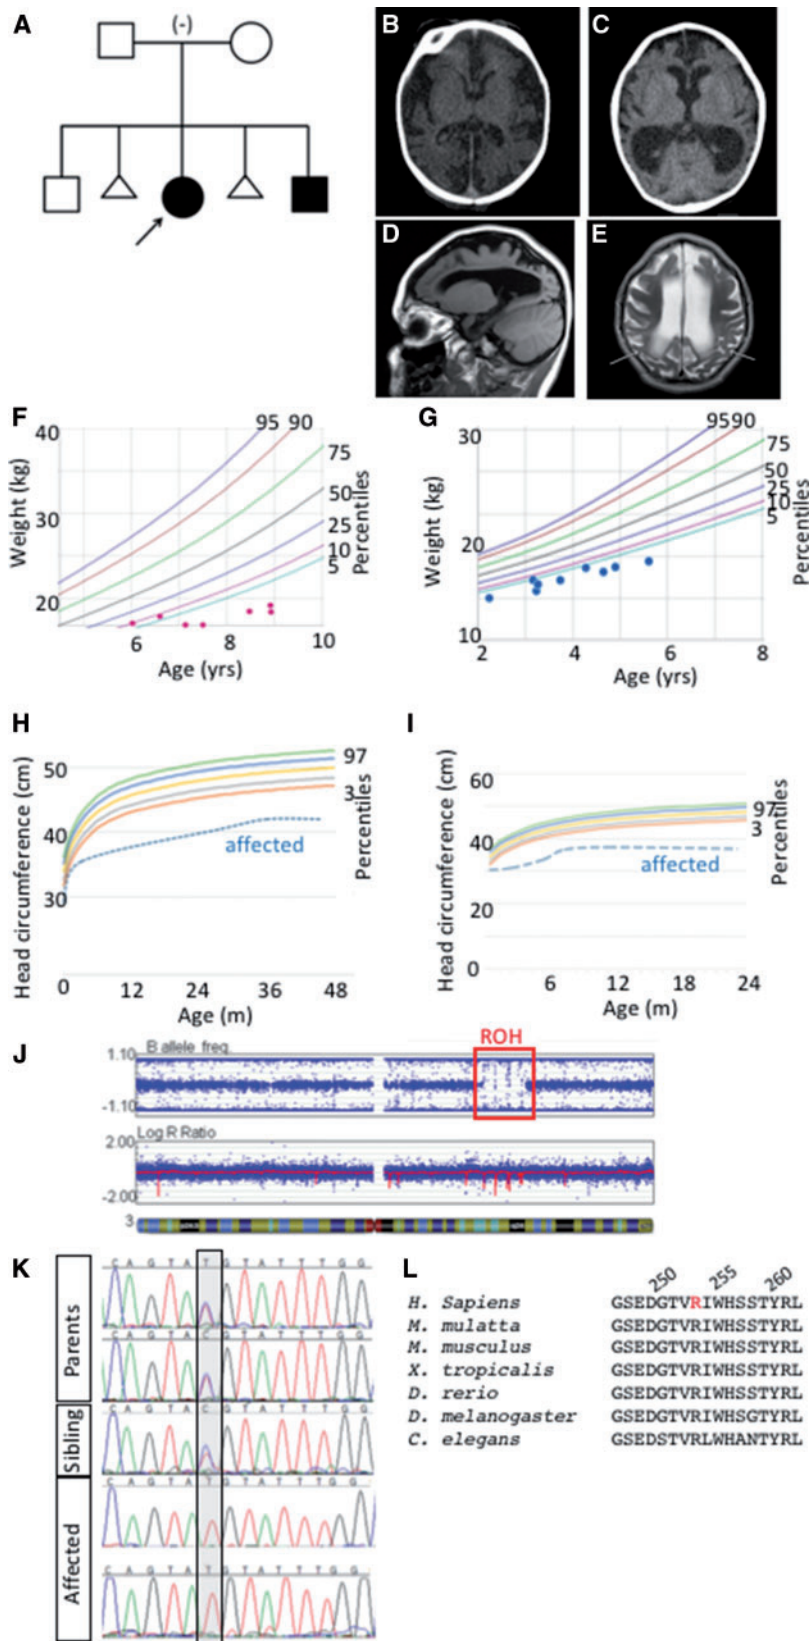 A
(-)
B
C
D
E
F
40
30
20
Weight (kg)
95 90
75
50
25
10
5
Percentiles
6
8
10
Age (yrs)
G
30
20
10
Weight (kg)
9590
75
50
25
10
5
Percentiles
2
4
6
8
Age (yrs)
H
50
40
30
Head circumference (cm)
97
3
Percentiles
affected
0
12
24
36
48
Age (m)
I
60
40
20
0
Head circumference (cm)
97
3
Percentiles
affected
6
12
18
24
Age (m)
J
ROH
B allele freq.
1.10
-1.10
Log R Ratio
2.00
-2.00
3
K
Parents
Sibling
Affected
C A G T A T G T A T T T G G
C A G T A C G T A T T T G G
C A G T A C G T A T T T G G
C A G T A T G T A T T T G G
C A G T A T G T A T T T G G
L
250 255 260
H. Sapiens GSEDGTVRIWHSSTYRL
M. mulatta GSEDGTVRIWHSSTYRL
M. musculus GSEDGTVRIWHSSTYRL
X. tropicalis GSEDGTVRIWHSSTYRL
D. rerio GSEDGTVRIWHSSTYRL
D. melanogaster GSEDGTVRIWHSGTYRL
C. elegans GSEDSTVRLWHANTYRL